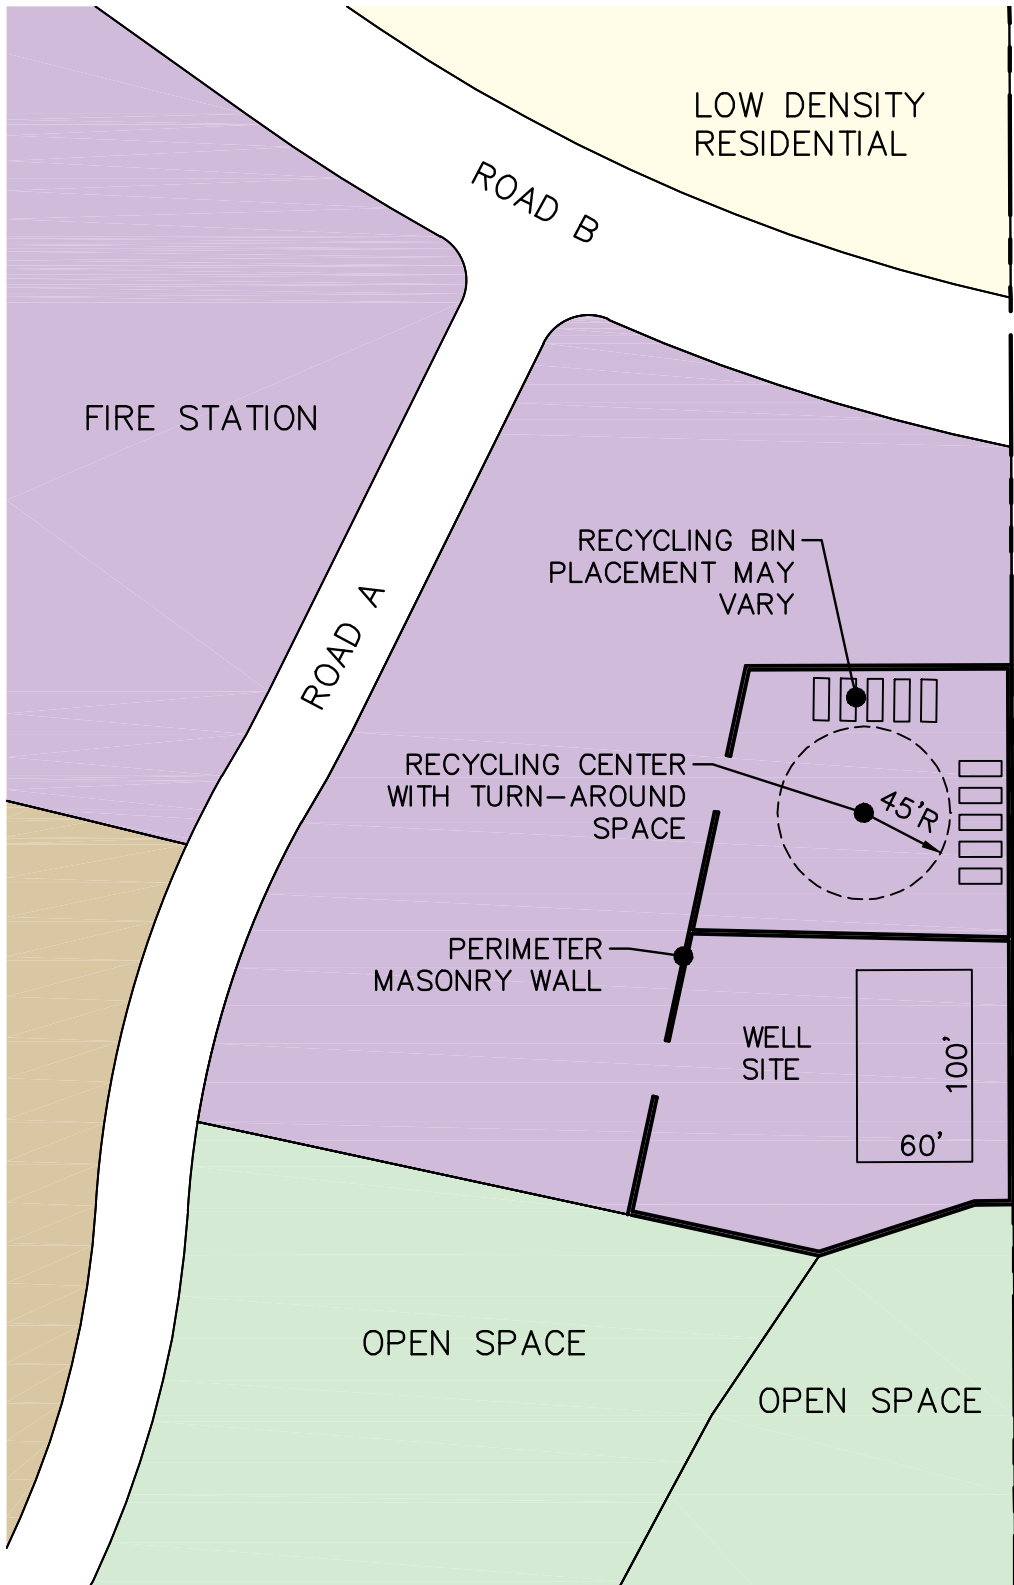 LOW DENSITY
RESIDENTIAL
ROAD B
FIRE STATION
RECYCLING BIN
PLACEMENT MAY
VARY
ROAD A
RECYCLING CENTER
WITH TURN-AROUND
SPACE
45'R
PERIMETER
MASONRY WALL
WELL
SITE
100'
60'
OPEN SPACE
OPEN SPACE